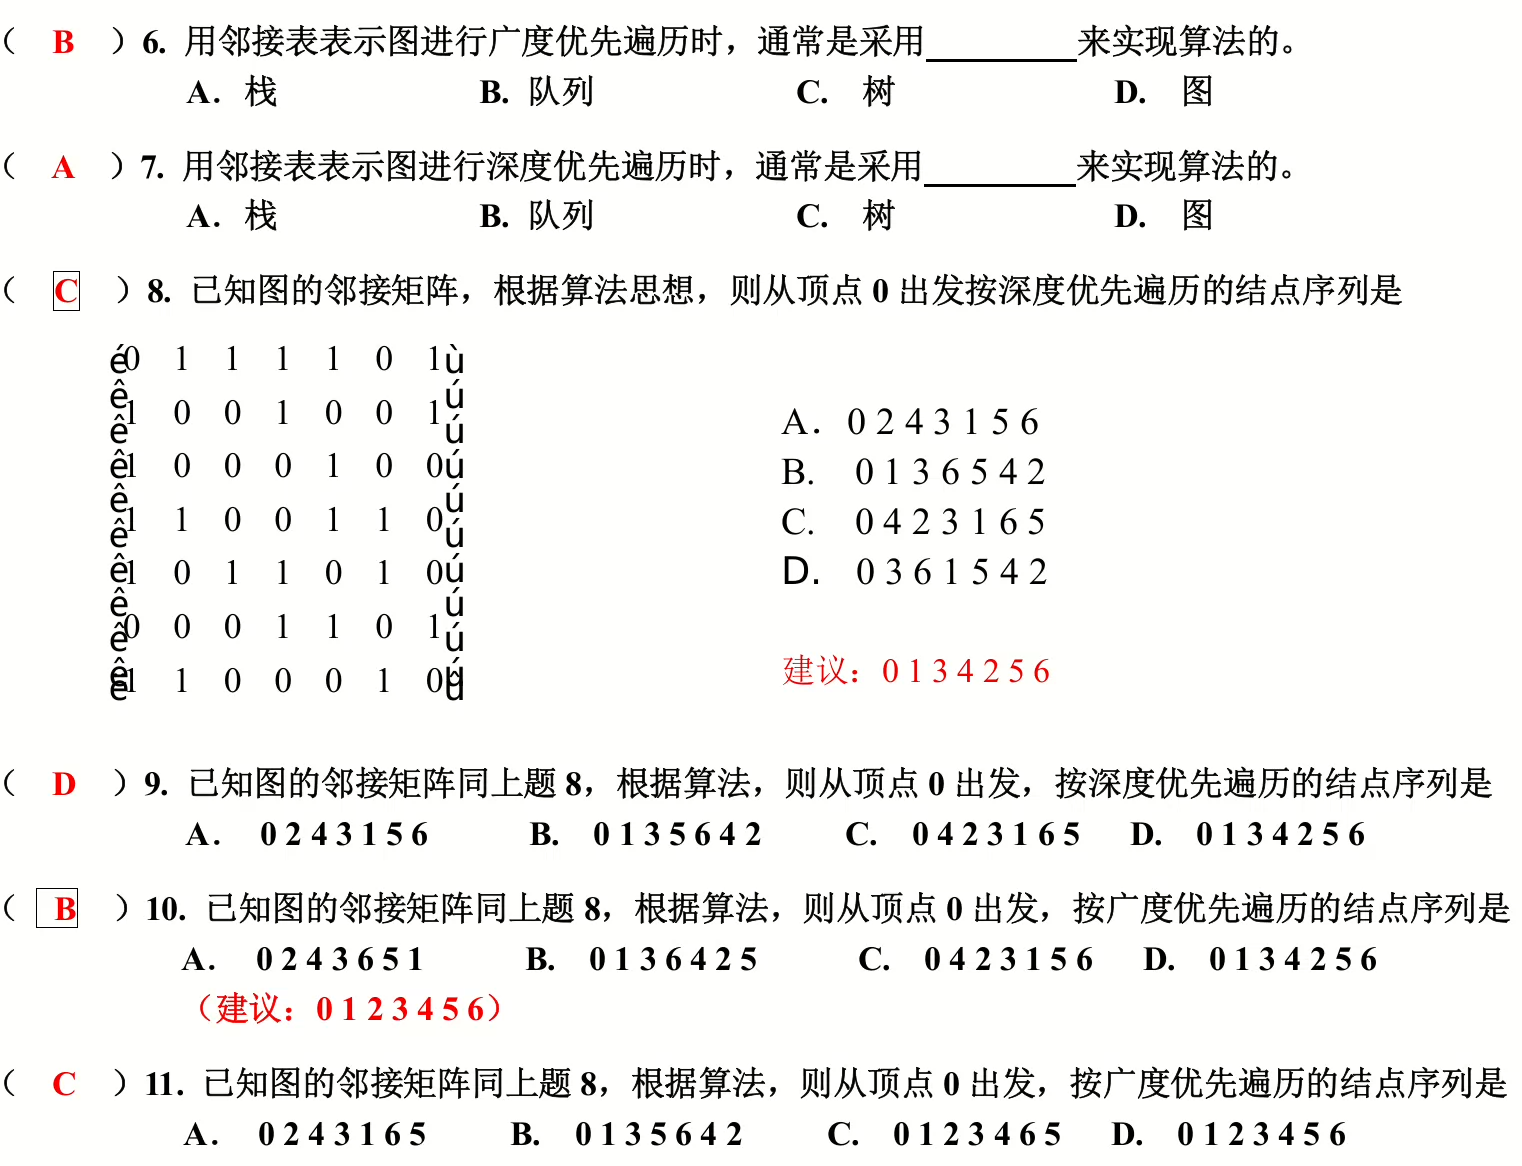 （ B ）6. 用邻接表表示图进行广度优先遍历时，通常是采用________来实现算法的。
A．栈 B. 队列 C. 树 D. 图
（ A ）7. 用邻接表表示图进行深度优先遍历时，通常是采用________来实现算法的。
A．栈 B. 队列 C. 树 D. 图
（ C ）8. 已知图的邻接矩阵，根据算法思想，则从顶点 0 出发按深度优先遍历的结点序列是
0 1 1 1 1 0 1
1 0 0 1 0 0 1
1 0 0 0 1 0 0
1 1 0 0 1 1 0
1 0 1 1 0 1 0
0 0 0 1 1 0 1
1 1 0 0 0 1 0
A．0 2 4 3 1 5 6
B. 0 1 3 6 5 4 2
C. 0 4 2 3 1 6 5
D. 0 3 6 1 5 4 2
建议：0 1 3 4 2 5 6
（ D ）9. 已知图的邻接矩阵同上题 8，根据算法，则从顶点 0 出发，按深度优先遍历的结点序列是
A． 0 2 4 3 1 5 6 B. 0 1 3 5 6 4 2 C. 0 4 2 3 1 6 5 D. 0 1 3 4 2 5 6
（ B ）10. 已知图的邻接矩阵同上题 8，根据算法，则从顶点 0 出发，按广度优先遍历的结点序列是
A． 0 2 4 3 6 5 1 B. 0 1 3 6 4 2 5 C. 0 4 2 3 1 5 6 D. 0 1 3 4 2 5 6
（建议：0 1 2 3 4 5 6）
（ C ）11. 已知图的邻接矩阵同上题 8，根据算法，则从顶点 0 出发，按广度优先遍历的结点序列是
A． 0 2 4 3 1 6 5 B. 0 1 3 5 6 4 2 C. 0 1 2 3 4 6 5 D. 0 1 2 3 4 5 6